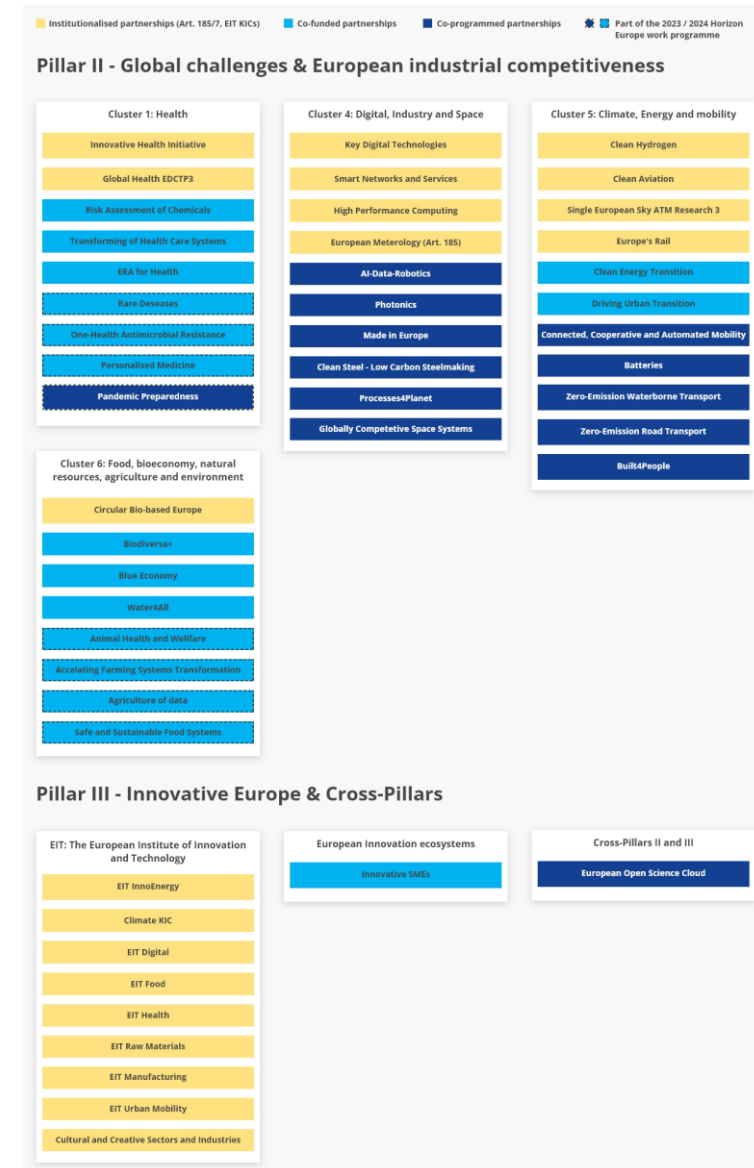 Institutionalised partnerships (Art. 185/7, EIT KICs)
Co-funded partnerships
Co-programmed partnerships
Part of the 2023 / 2024 Horizon
Europe work programme
Pillar II - Global challenges & European industrial competitiveness
Cluster 1: Health
Innovative Health Initiative
Global Health EDCTP3
Risk Assessment of Chemicals
Transforming of Health Care Systems
ERA for Health
Rare Deseases
One-Health Antimicrobial Resistance
Personalised Medicine
Pandemic Preparedness
Cluster 4: Digital, Industry and Space
Key Digital Technologies
Smart Networks and Services
High Performance Computing
European Meterology (Art. 185)
AI-Data-Robotics
Photonics
Made in Europe
Clean Steel - Low Carbon Steelmaking
Processes4Planet
Globally Competetive Space Systems
Cluster 5: Climate, Energy and mobility
Clean Hydrogen
Clean Aviation
Single European Sky ATM Research 3
Europe's Rail
Clean Energy Transition
Driving Urban Transition
Connected, Cooperative and Automated Mobility
Batteries
Zero-Emission Waterborne Transport
Zero-Emission Road Transport
Built4People
Cluster 6: Food, bioeconomy, natural
resources, agriculture and environment
Circular Bio-based Europe
Biodiversa+
Blue Economy
Water4All
Animal Health and Wellfare
Accelating Farming Systems Transformation
Agriculture of data
Safe and Sustainable Food Systems
Pillar III - Innovative Europe & Cross-Pillars
EIT: The European Institute of Innovation
and Technology
EIT InnoEnergy
Climate KIC
EIT Digital
EIT Food
EIT Health
EIT Raw Materials
EIT Manufacturing
EIT Urban Mobility
Cultural and Creative Sectors and Industries
European Innovation ecosystems
Innovative SMEs
Cross-Pillars II and III
European Open Science Cloud